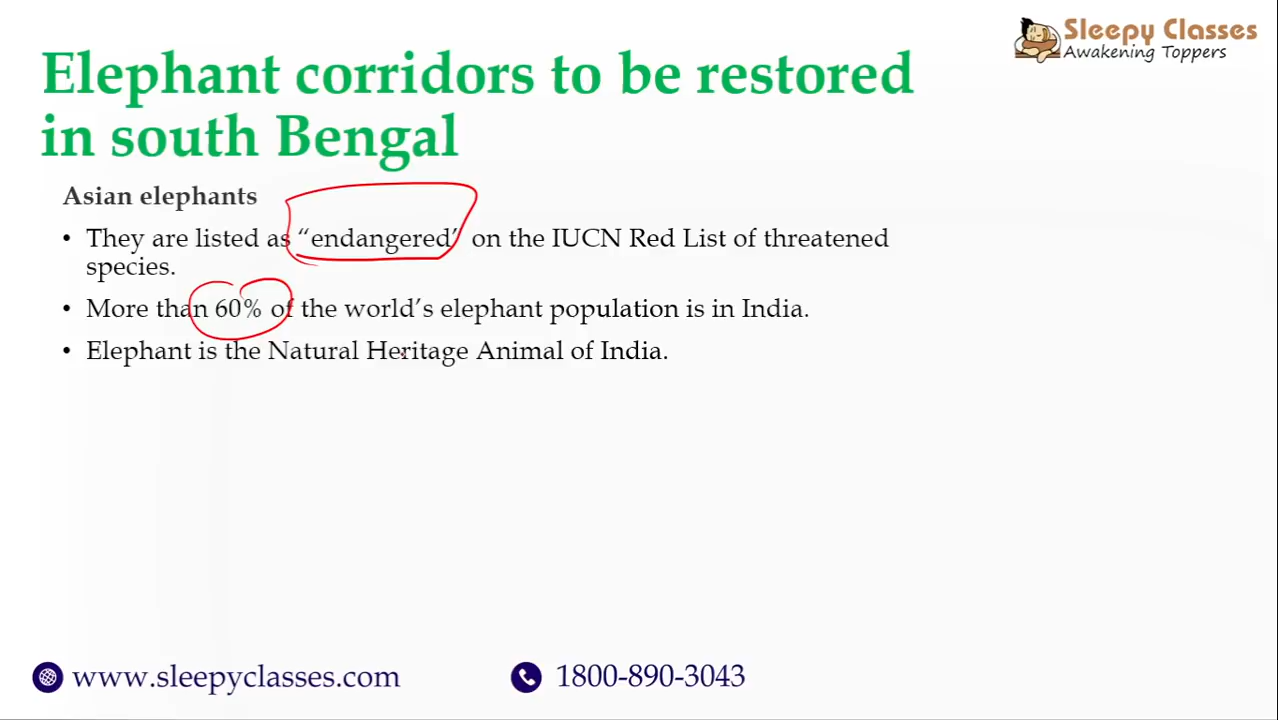 Sleepy Classes
Awakening Toppers
Elephant corridors to be restored
in south Bengal
Asian elephants
• They are listed as “endangered” on the IUCN Red List of threatened
species.
• More than 60% of the world’s elephant population is in India.
• Elephant is the Natural Heritage Animal of India.
www.sleepyclasses.com
1800-890-3043